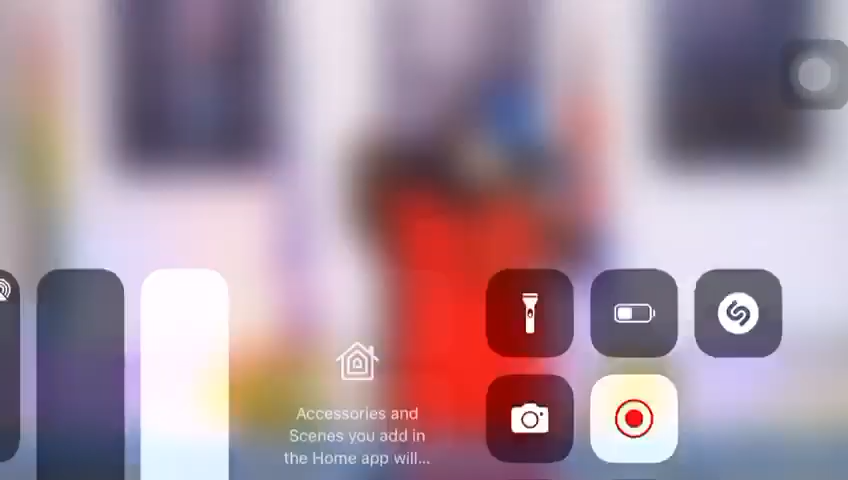 Accessories and
Scenes you add in
the Home app will...